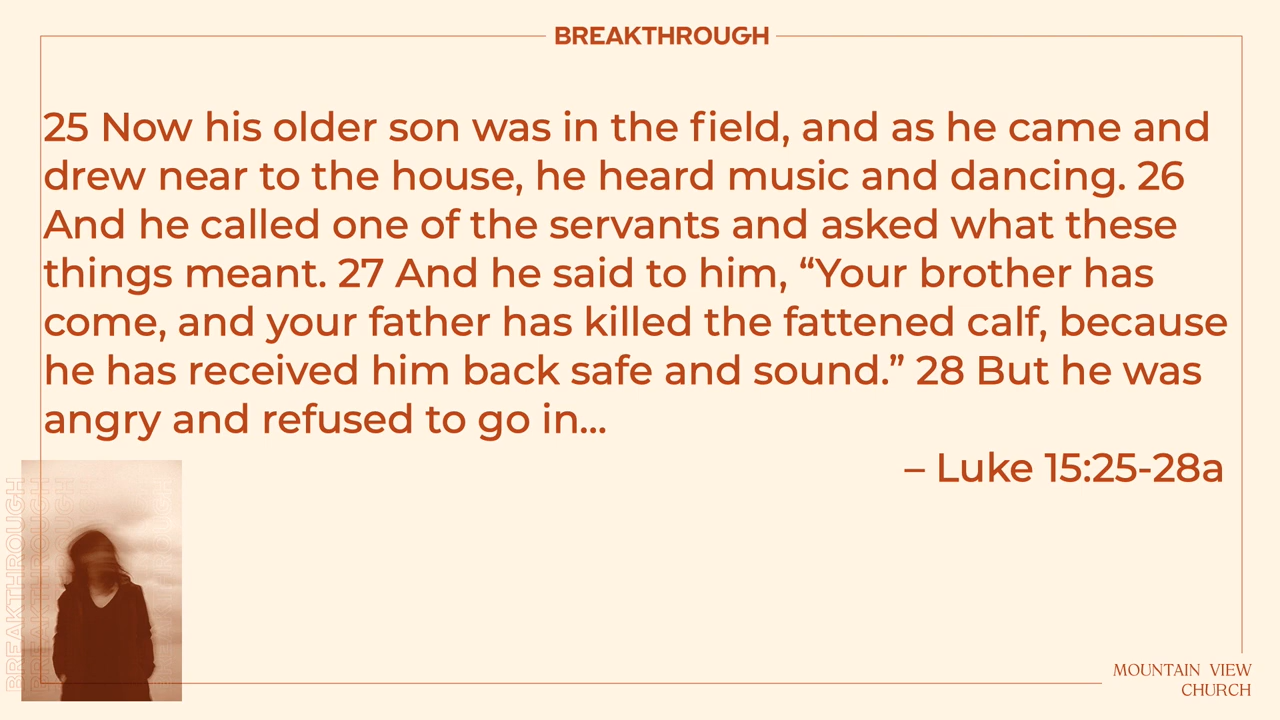 BREAKTHROUGH
25 Now his older son was in the field, and as he came and
drew near to the house, he heard music and dancing. 26
And he called one of the servants and asked what these
things meant. 27 And he said to him, “Your brother has
come, and your father has killed the fattened calf, because
he has received him back safe and sound.” 28 But he was
angry and refused to go in...
– Luke 15:25-28a
BREAKTHROUGH
BREAKTHROUGH
BREAKTHROUGH
MOUNTAIN VIEW
CHURCH